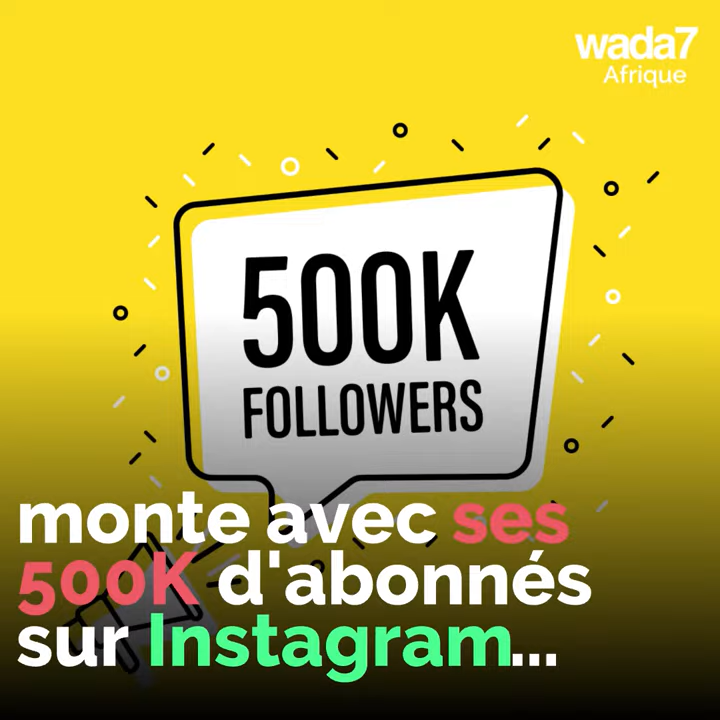 wada7
Afrique
500K
FOLLOWERS
monte avec ses
500K d'abonnés
sur Instagram...